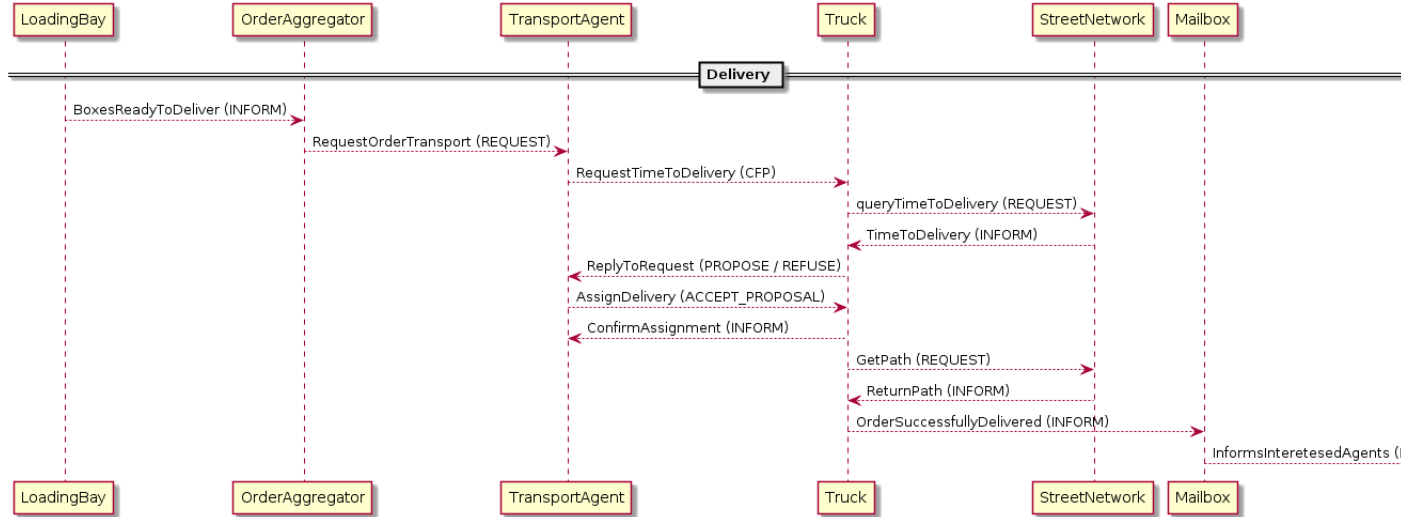 LoadingBay OrderAggregator TransportAgent Truck StreetNetwork Mailbox
Delivery
BoxesReadyToDeliver (INFORM)
RequestOrderTransport (REQUEST)
RequestTimeToDelivery (CFP)
queryTimeToDelivery (REQUEST)
TimeToDelivery (INFORM)
ReplyToRequest (PROPOSE / REFUSE)
AssignDelivery (ACCEPT_PROPOSAL)
ConfirmAssignment (INFORM)
GetPath (REQUEST)
ReturnPath (INFORM)
OrderSuccessfullyDelivered (INFORM)
InformsInteretesedAgents (
LoadingBay OrderAggregator TransportAgent Truck StreetNetwork Mailbox